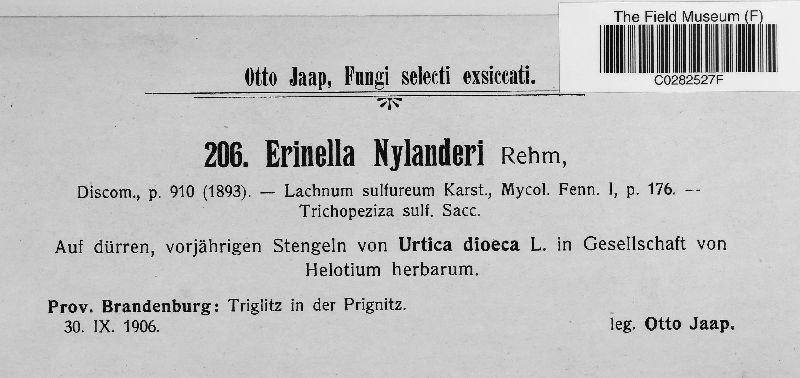 The Field Museum (F)
C0282527F
Otto Jaap, Fungi selecti exsiccati.
206. Erinella Nylanderi Rehm,
Discom., p. 910 (1893). — Lachnum sulfureum Karst., Mycol. Fenn. I, p. 176. —
Trichopeziza sulf. Sacc.
Auf dürren, vorjährigen Stengeln von Urtica dioeca L. in Gesellschaft von
Helotium herbarum.
Prov. Brandenburg: Triglitz in der Prignitz.
30. IX. 1906.
leg. Otto Jaap.